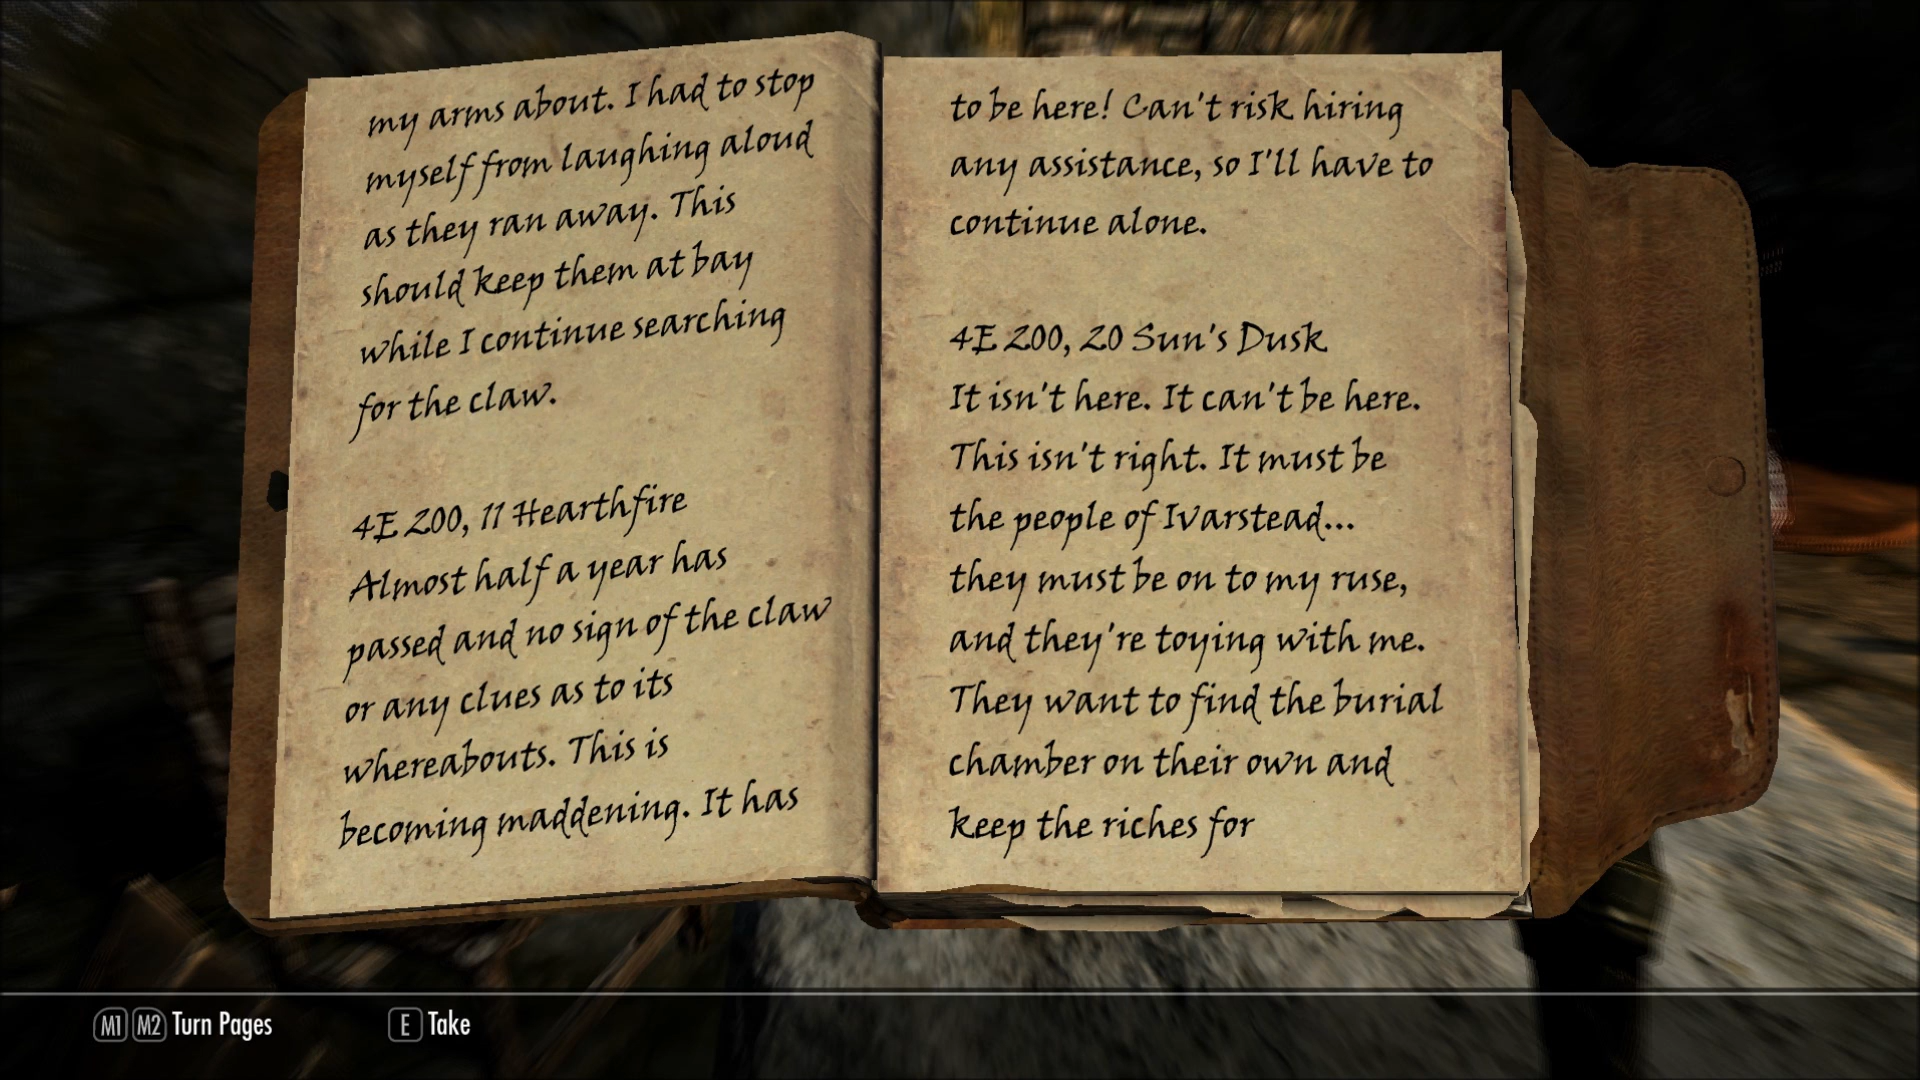 my arms about. I had to stop
myself from laughing aloud
as they ran away. This
should keep them at bay
while I continue searching
for the claw.
4E 200, 11 Hearthfire
Almost half a year has
passed and no sign of the claw
or any clues as to its
whereabouts. This is
becoming maddening. It has
to be here! Can't risk hiring
any assistance, so I'll have to
continue alone.
4E 200, 20 Sun's Dusk
It isn't here. It can't be here.
This isn't right. It must be
the people of Ivarstead...
they must be on to my ruse,
and they're toying with me.
They want to find the burial
chamber on their own and
keep the riches for
M1 M2 Turn Pages
E Take